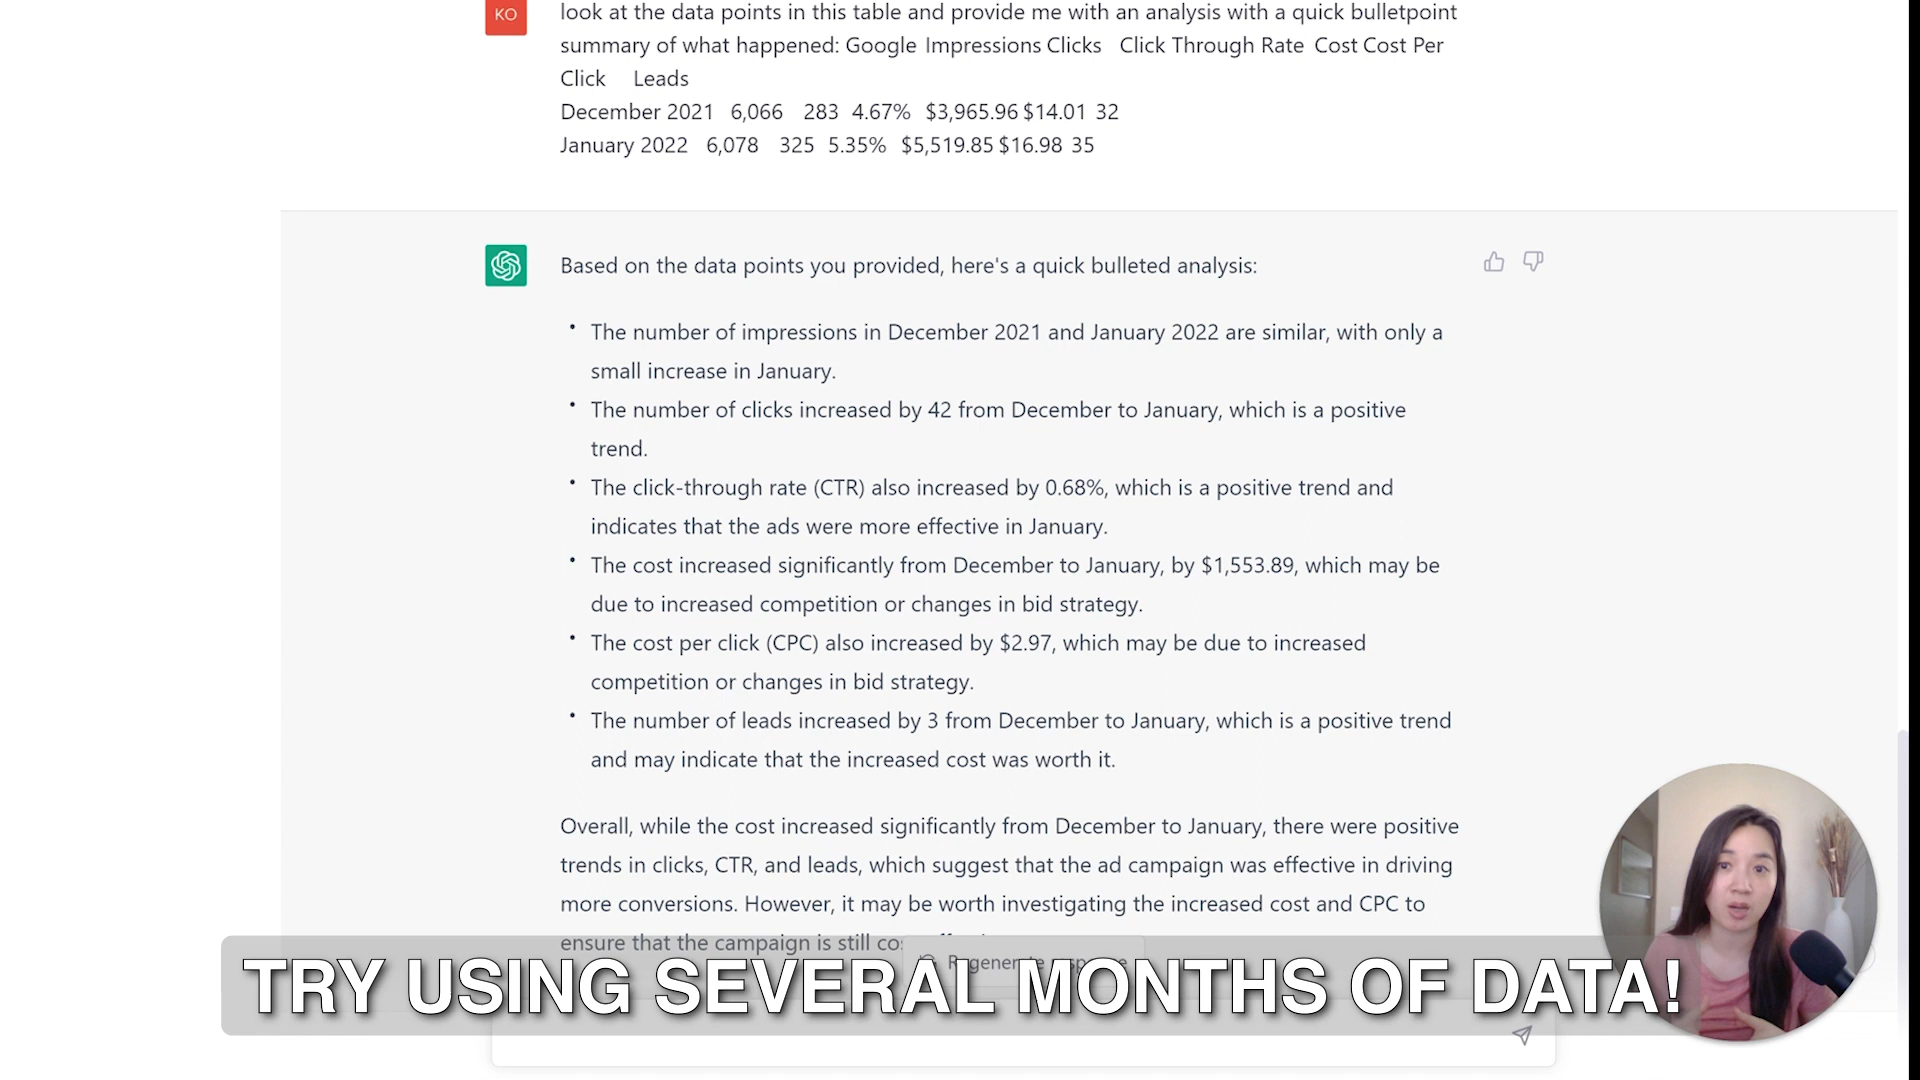 KO
look at the data points in this table and provide me with an analysis with a quick bulletpoint
summary of what happened: Google Impressions Clicks Click Through Rate Cost Cost Per
Click Leads
December 2021 6,066 283 4.67% $3,965.96 $14.01 32
January 2022 6,078 325 5.35% $5,519.85 $16.98 35
Based on the data points you provided, here's a quick bulleted analysis:
• The number of impressions in December 2021 and January 2022 are similar, with only a
small increase in January.
• The number of clicks increased by 42 from December to January, which is a positive
trend.
• The click-through rate (CTR) also increased by 0.68%, which is a positive trend and
indicates that the ads were more effective in January.
• The cost increased significantly from December to January, by $1,553.89, which may be
due to increased competition or changes in bid strategy.
• The cost per click (CPC) also increased by $2.97, which may be due to increased
competition or changes in bid strategy.
• The number of leads increased by 3 from December to January, which is a positive trend
and may indicate that the increased cost was worth it.
Overall, while the cost increased significantly from December to January, there were positive
trends in clicks, CTR, and leads, which suggest that the ad campaign was effective in driving
more conversions. However, it may be worth investigating the increased cost and CPC to
ensure that the campaign is still
TRY USING SEVERAL MONTHS OF DATA!